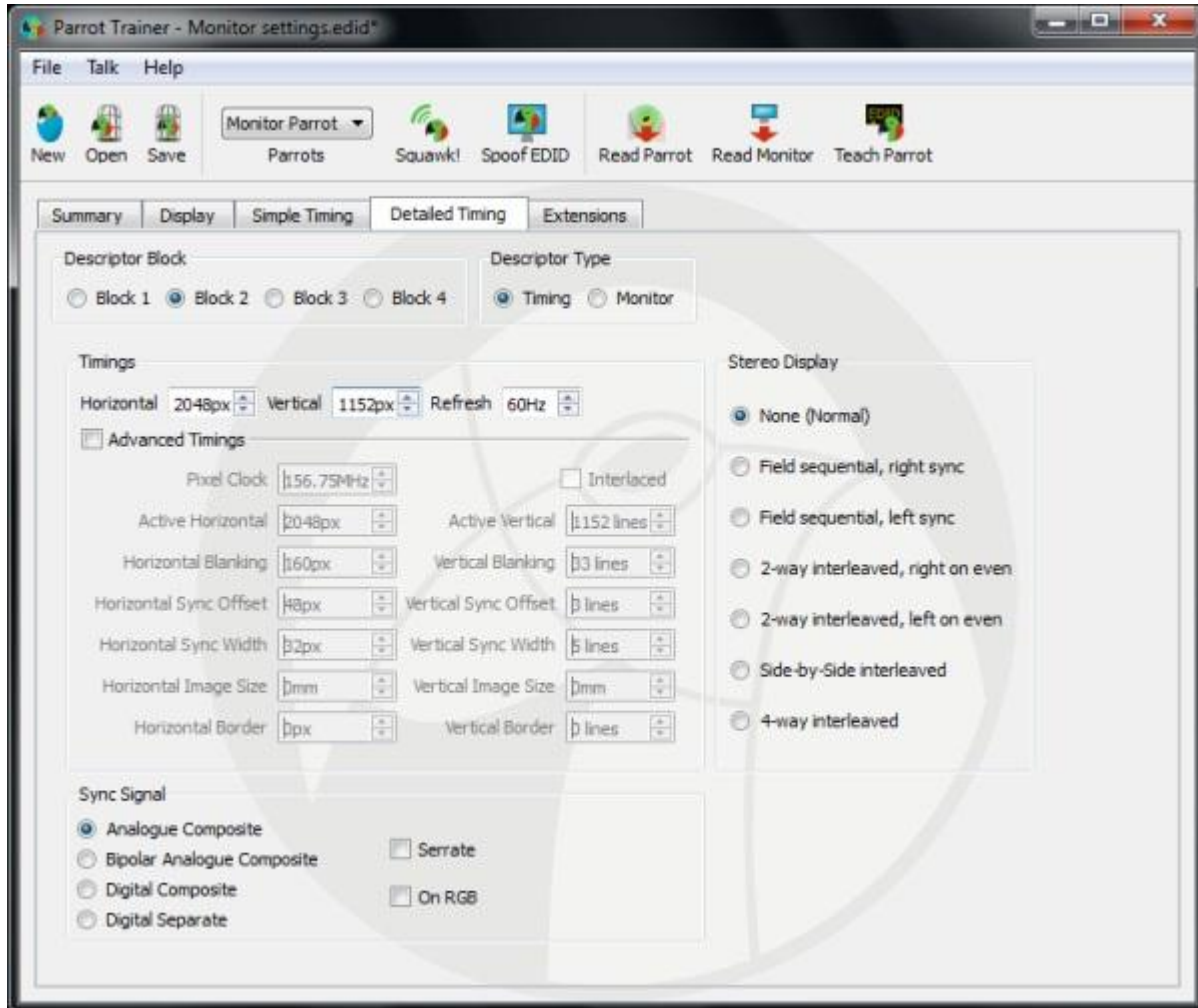 Parrot Trainer - Monitor settings.edid*
File Talk Help
Monitor Parrot
New Open Save Parrots Squawk! Spoof EDID Read Parrot Read Monitor Teach Parrot
Summary Display Simple Timing Detailed Timing Extensions
Descriptor Block Descriptor Type
Block 1 Block 2 Block 3 Block 4 Timing Monitor
Timings Stereo Display
Horizontal 2048px Vertical 1152px Refresh 60Hz
None (Normal)
Advanced Timings
Field sequential, right sync
Pixel Clock 156.75MHz Interlaced
Active Horizontal 2048px Active Vertical 1152 lines
Field sequential, left sync
Horizontal Blanking 160px Vertical Blanking 33 lines
2-way interleaved, right on even
Horizontal Sync Offset 48px Vertical Sync Offset 3 lines
2-way interleaved, left on even
Horizontal Sync Width 32px Vertical Sync Width 5 lines
Side-by-Side interleaved
Horizontal Image Size 0mm Vertical Image Size 0mm
4-way interleaved
Horizontal Border 0px Vertical Border 0 lines
Sync Signal
Analogue Composite
Serrate
Bipolar Analogue Composite
Digital Composite
On RGB
Digital Separate